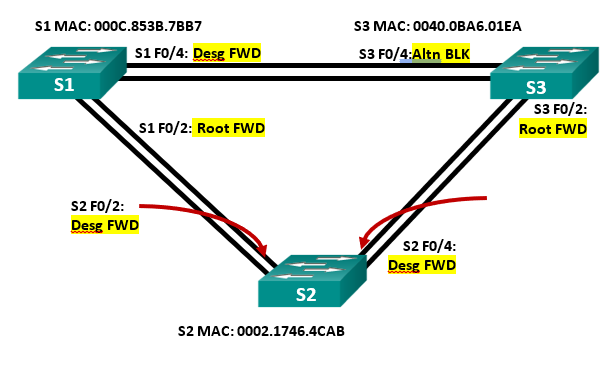 S1 MAC: 000C.853B.7BB7
S3 MAC: 0040.0BA6.01EA
S1 F0/4: Desg FWD
S3 F0/4:Altn BLK
S1
S3
S3 F0/2:
Root FWD
S1 F0/2: Root FWD
S2 F0/2:
Desg FWD
S2 F0/4:
Desg FWD
S2
S2 MAC: 0002.1746.4CAB